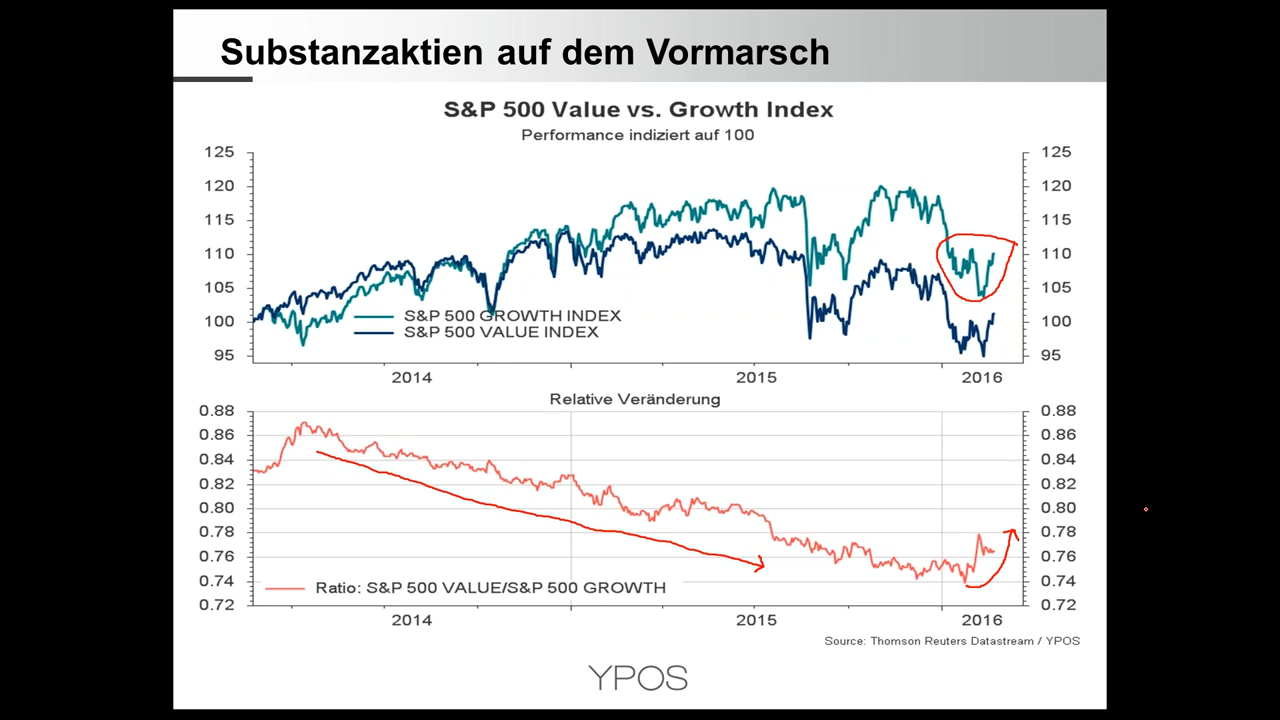 Substanzaktien auf dem Vormarsch
S&P 500 Value vs. Growth Index
Performance indiziert auf 100
125 125
120 120
115 115
110 110
105 105
100 100
95 95
S&P 500 GROWTH INDEX
S&P 500 VALUE INDEX
2014 2015 2016
Relative Veränderung
0.88 0.88
0.86 0.86
0.84 0.84
0.82 0.82
0.80 0.80
0.78 0.78
0.76 0.76
0.74 0.74
Ratio: S&P 500 VALUE/S&P 500 GROWTH
0.72 0.72
2014 2015 2016
Source: Thomson Reuters Datastream / YPOS
YPOS